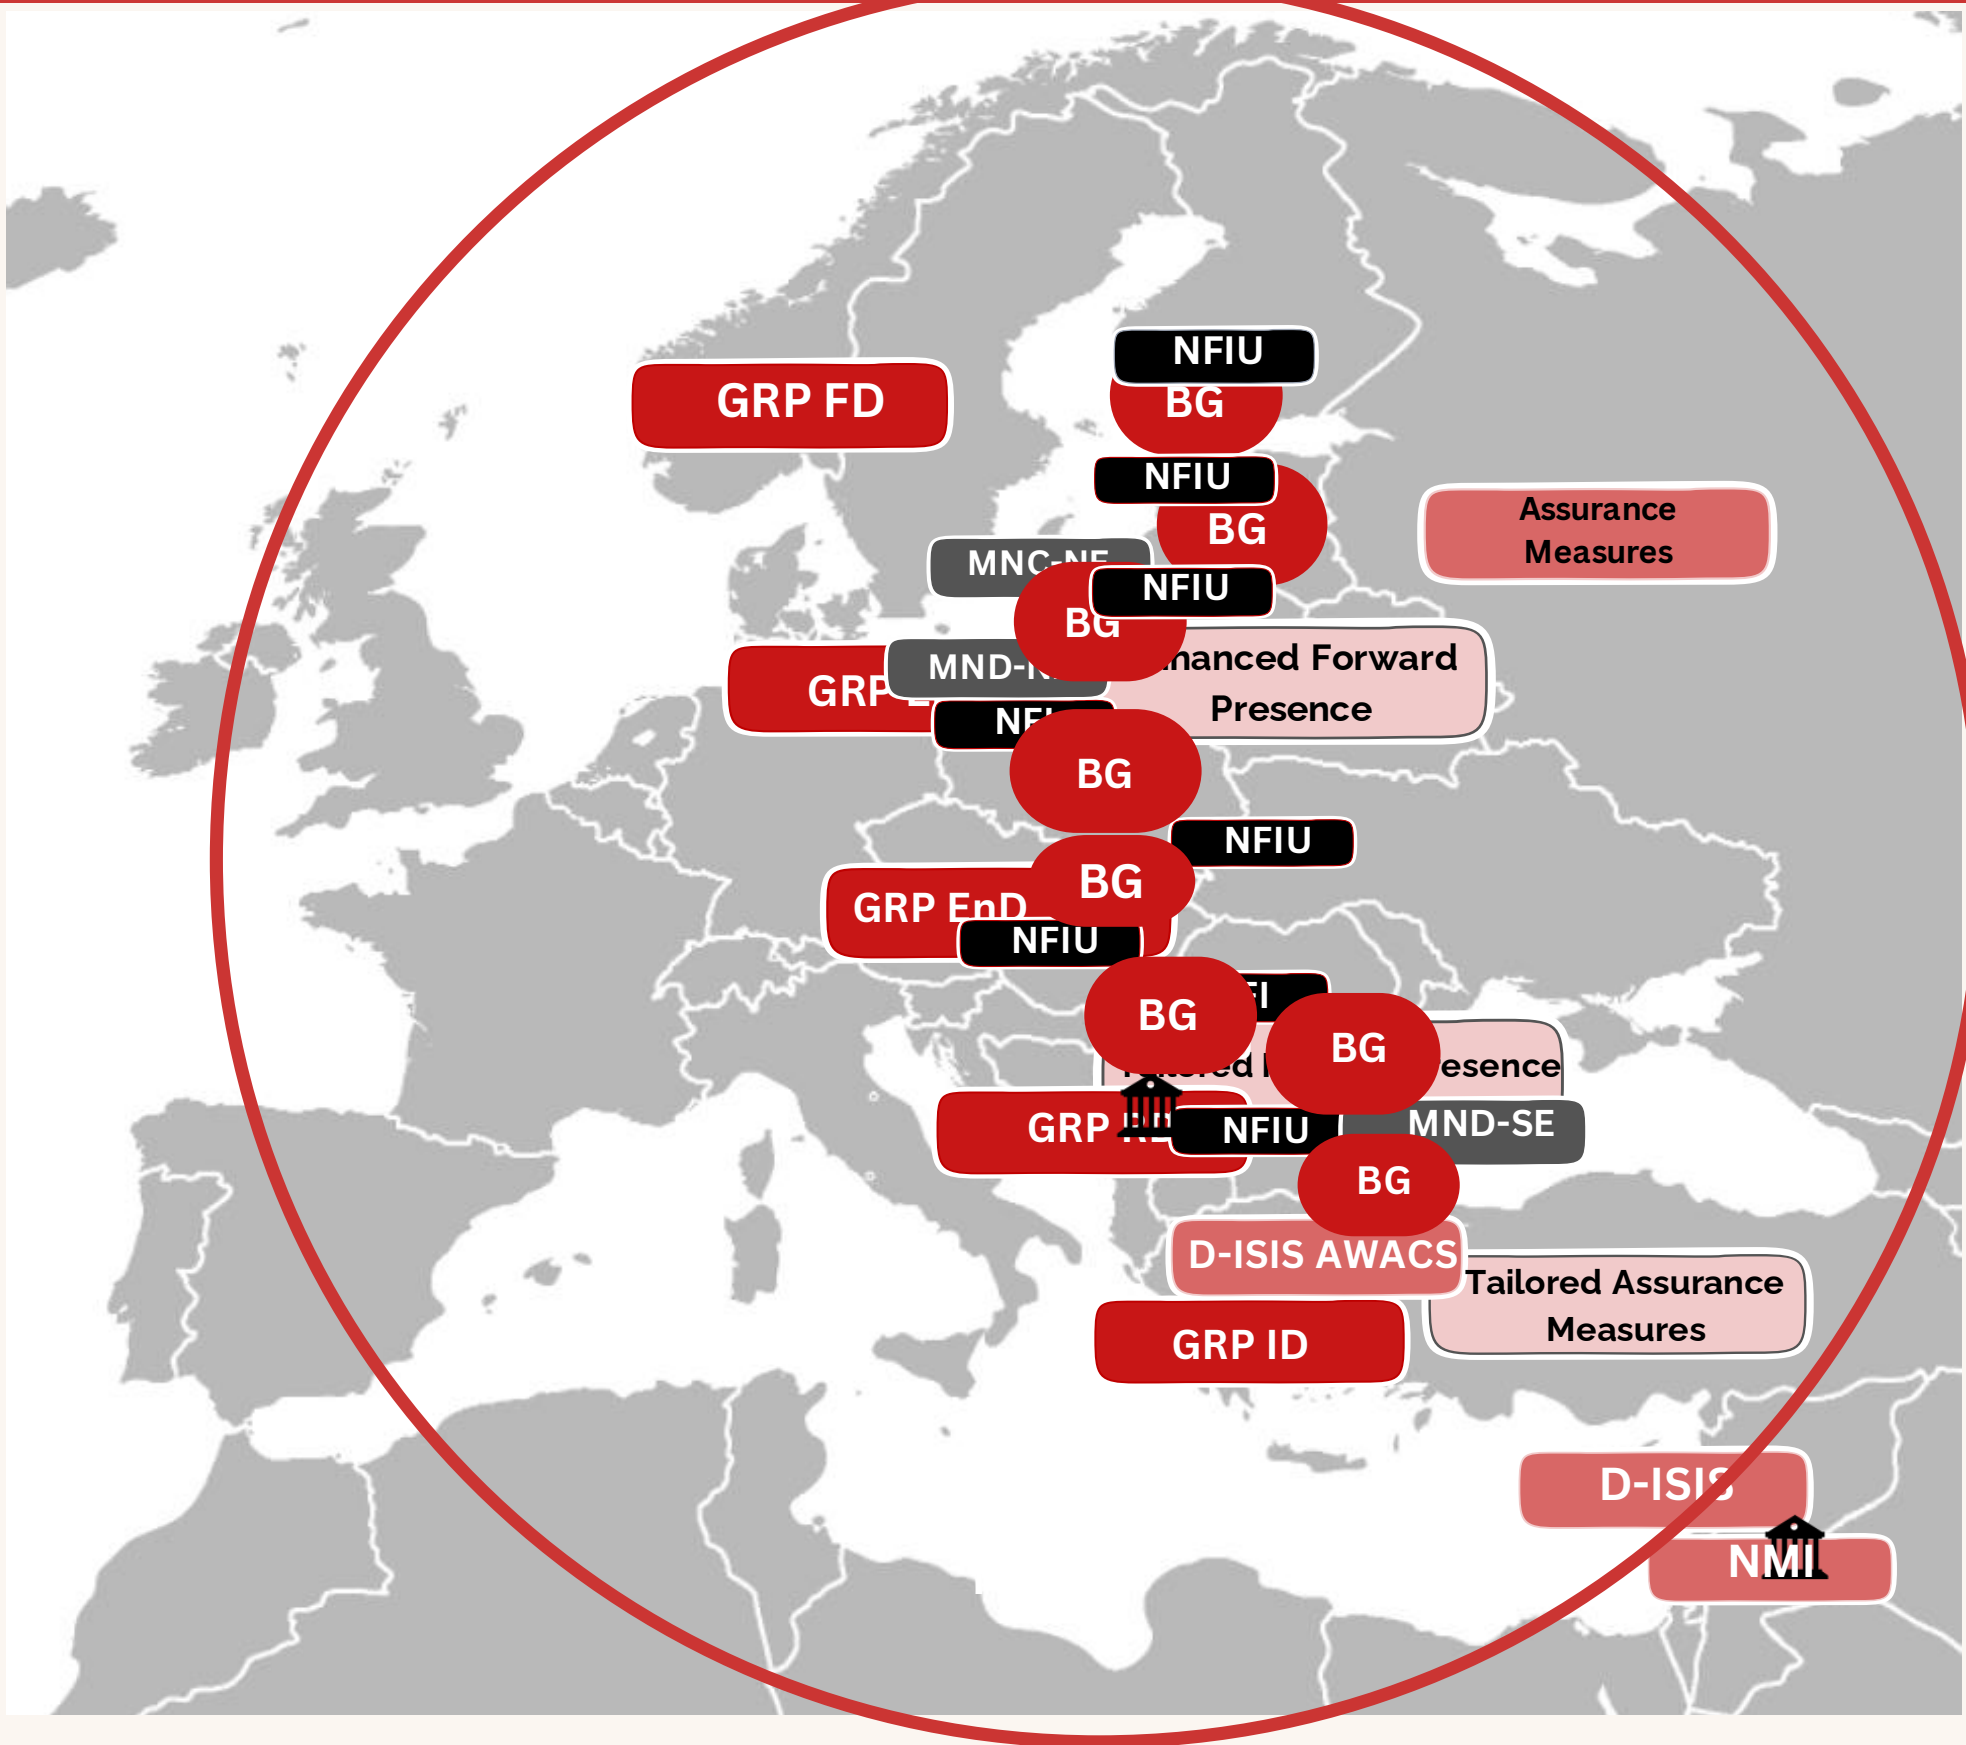 NFIU
GRP FD
BG
NFIU
Assurance
Measures
BG
MNC-NE
NFIU
BG
nhanced Forward
Presence
MND-N
GRP
BG
NFIU
BG
GRP EnD
NFIU
BG
FI
BG
esence
GRP
NFIU
MND-SE
BG
D-ISIS AWACS
Tailored Assurance
Measures
GRP ID
D-ISIS
NMI